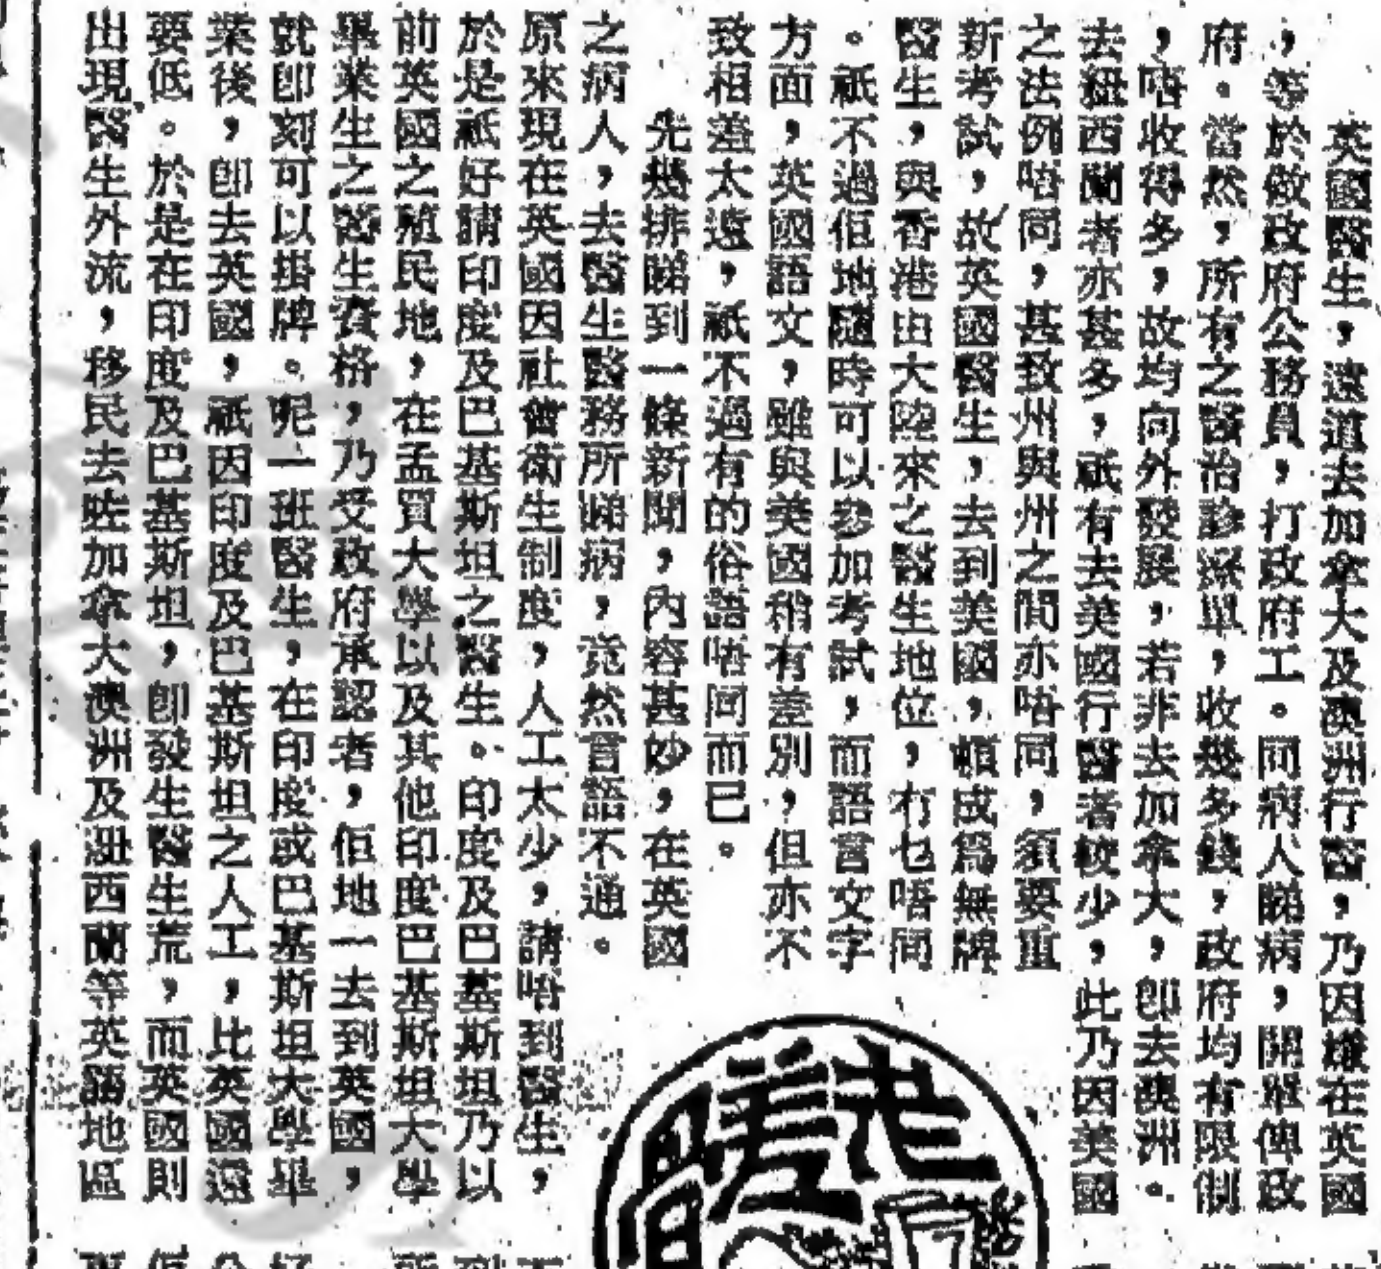 英國醫生，遠道去加拿大及澳洲行醫，乃因嫌在英國
，等於做政府公務員，打政府工。同病人睇病，開單俾政
府。當然，所有之醫治診察單，收幾多錢，政府均有限制
，唔收得多，故均向外發展，若非去加拿大，卽去澳洲。
去紐西蘭者亦甚多，祇有去美國行醫者較少，此乃因美國
之法例唔同，甚致州與州之間亦唔同，須要重
新考試，故英國醫生，去到美國，頓成爲無牌
醫生，與香港由大陸來之醫生地位，冇乜唔同
。祇不過佢地隨時可以參加考試，而語言文字
方面，英國語文，雖與美國稍有差別，但亦不
致相差太遠，祇不過有的俗語唔同而已。
先幾排睇到一條新聞，內容甚妙，在英國
之病人，去醫生醫務所睇病，竟然言語不通。
原來現在英國因社會衛生制度，人工太少，請唔到醫生，
於是祇好請印度及巴基斯坦之醫生。印度及巴基斯坦乃以
前英國之殖民地，在孟買大學以及其他印度巴基斯坦大學
畢業生之醫生資格，乃受政府承認者，佢地一去到英國，
就卽刻可以掛牌。呢一班醫生，在印度或巴基斯坦大學畢
業後，卽去英國，祇因印度及巴基斯坦之人工，比英國還
要低。於是在印度及巴基斯坦，卽發生醫生荒，而英國則
出現醫生外流，移民去咗加拿大澳洲及紐西蘭等英語地區